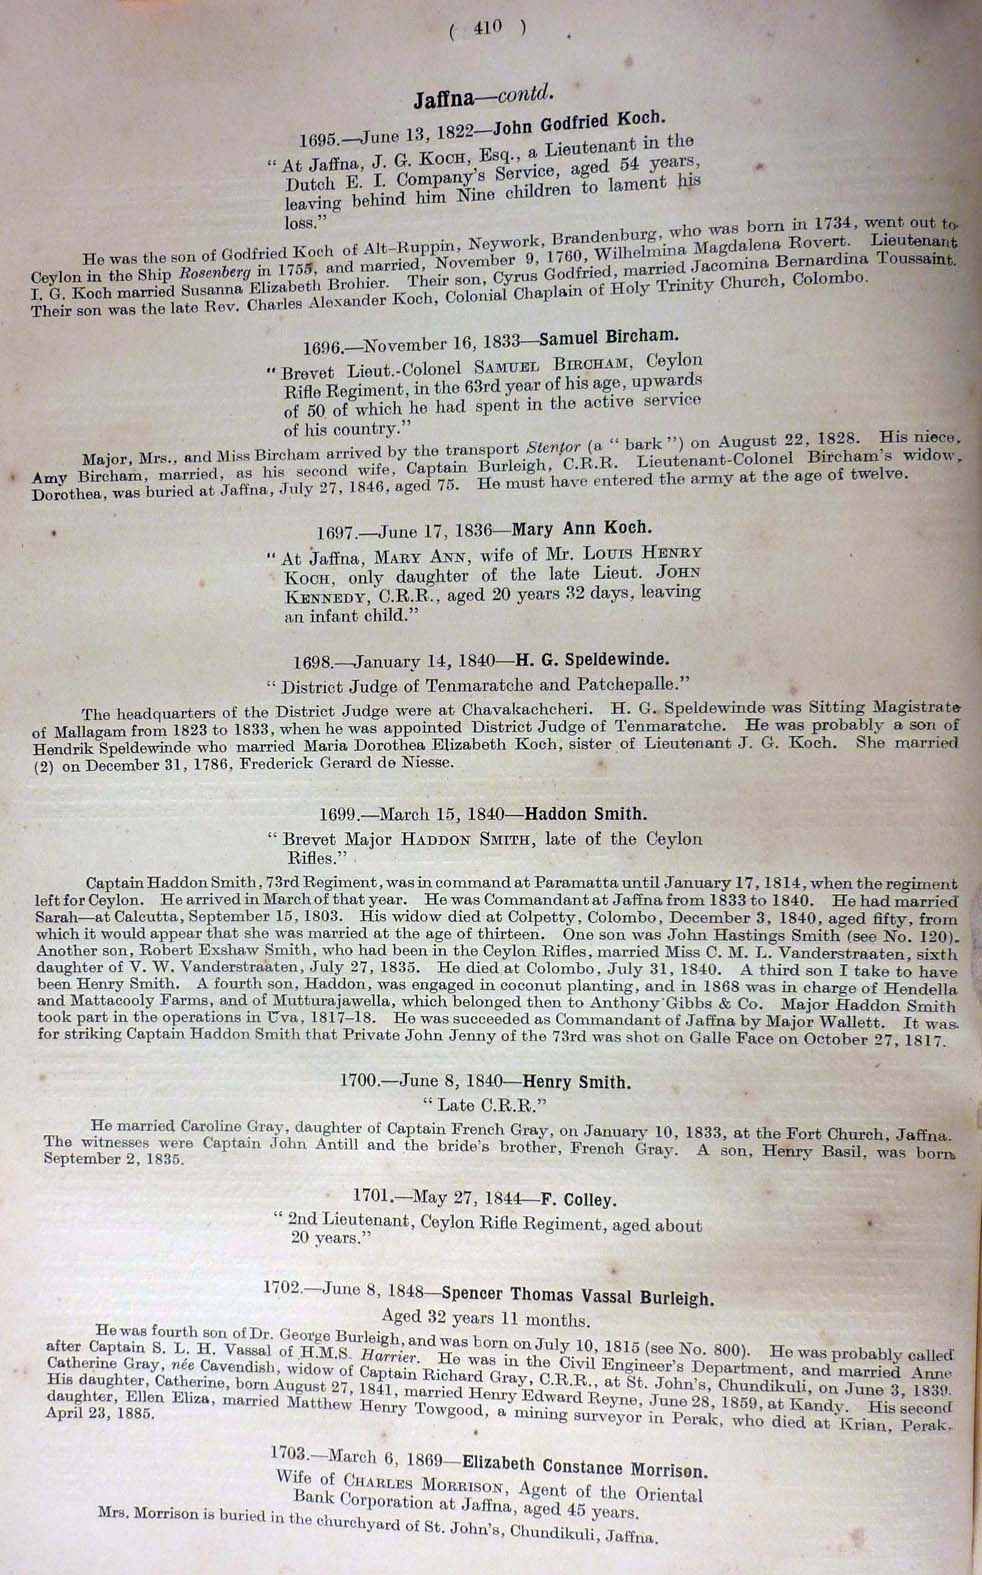 ( 410 )
Jaffna—contd.
1695.—June 13, 1822—John Godfried Koch.
“ At Jaffna, J. G. KOCH, Esq., a Lieutenant in the
Dutch E. I. Company's Service, aged 54 years,
leaving behind him Nine children to lament his
loss.”
He was the son of Godfried Koch of Alt-Ruppin, Neywork, Brandenburg, who was born in 1734, went out to
Ceylon in the Ship Rosenberg in 1755, and married, November 9, 1760, Wilhelmina Magdalena Rovert. Lieutenant
I. G. Koch married Susanna Elizabeth Brohier. Their son, Cyrus Godfried, married Jacomina Bernardina Toussaint.
Their son was the late Rev. Charles Alexander Koch, Colonial Chaplain of Holy Trinity Church, Colombo.
1696.—November 16, 1833—Samuel Bircham.
“ Brevet Lieut.-Colonel SAMUEL BIRCHAM, Ceylon
Rifle Regiment, in the 63rd year of his age, upwards
of 50 of which he had spent in the active service
of his country.”
Major, Mrs., and Miss Bircham arrived by the transport Stentor (a “ bark ”) on August 22, 1828. His niece,
Amy Bircham, married, as his second wife, Captain Burleigh, C.R.R. Lieutenant-Colonel Bircham's widow,
Dorothea, was buried at Jaffna, July 27, 1846, aged 75. He must have entered the army at the age of twelve.
1697.—June 17, 1836—Mary Ann Koch.
“ At Jaffna, MARY ANN, wife of Mr. LOUIS HENRY
KOCH, only daughter of the late Lieut. JOHN
KENNEDY, C.R.R., aged 20 years 32 days, leaving
an infant child.”
1698.—January 14, 1840—H. G. Speldewinde.
“ District Judge of Tenmaratche and Patchepalle.”
The headquarters of the District Judge were at Chavakachcheri. H. G. Speldewinde was Sitting Magistrate
of Mallagam from 1823 to 1833, when he was appointed District Judge of Tenmaratche. He was probably a son of
Hendrik Speldewinde who married Maria Dorothea Elizabeth Koch, sister of Lieutenant J. G. Koch. She married
(2) on December 31, 1786, Frederick Gerard de Niesse.
1699.—March 15, 1840—Haddon Smith.
“ Brevet Major HADDON SMITH, late of the Ceylon
Rifles.”
Captain Haddon Smith, 73rd Regiment, was in command at Paramatta until January 17, 1814, when the regiment
left for Ceylon. He arrived in March of that year. He was Commandant at Jaffna from 1833 to 1840. He had married
Sarah—at Calcutta, September 15, 1803. His widow died at Colpetty, Colombo, December 3, 1840, aged fifty, from
which it would appear that she was married at the age of thirteen. One son was John Hastings Smith (see No. 120).
Another son, Robert Exshaw Smith, who had been in the Ceylon Rifles, married Miss C. M. L. Vanderstraaten, sixth
daughter of V. W. Vanderstraaten, July 27, 1835. He died at Colombo, July 31, 1840. A third son I take to have
been Henry Smith. A fourth son, Haddon, was engaged in coconut planting, and in 1868 was in charge of Hendella
and Mattacooly Farms, and of Mutturajawella, which belonged then to Anthony Gibbs & Co. Major Haddon Smith
took part in the operations in Uva, 1817–18. He was succeeded as Commandant of Jaffna by Major Wallett. It was
for striking Captain Haddon Smith that Private John Jenny of the 73rd was shot on Galle Face on October 27, 1817.
1700.—June 8, 1840—Henry Smith.
“ Late C.R.R.”
He married Caroline Gray, daughter of Captain French Gray, on January 10, 1833, at the Fort Church, Jaffna.
The witnesses were Captain John Antill and the bride's brother, French Gray. A son, Henry Basil, was born
September 2, 1835.
1701.—May 27, 1844—F. Colley.
“ 2nd Lieutenant, Ceylon Rifle Regiment, aged about
20 years.”
1702.—June 8, 1848—Spencer Thomas Vassal Burleigh.
Aged 32 years 11 months.
He was fourth son of Dr. George Burleigh, and was born on July 10, 1815 (see No. 800). He was probably called
after Captain S. L. H. Vassal of H.M.S. Harrier. He was in the Civil Engineer's Department, and married Anne
Catherine Gray, née Cavendish, widow of Captain Richard Gray, C.R.R., at St. John's, Chundikuli, on June 3, 1839.
His daughter, Catherine, born August 27, 1841, married Henry Edward Reyne, June 28, 1859, at Kandy. His second
daughter, Ellen Eliza, married Matthew Henry Towgood, a mining surveyor in Perak, who died at Krian, Perak,
April 23, 1885.
1703.—March 6, 1869—Elizabeth Constance Morrison.
Wife of CHARLES MORRISON, Agent of the Oriental
Bank Corporation at Jaffna, aged 45 years.
Mrs. Morrison is buried in the churchyard of St. John's, Chundikuli, Jaffna.